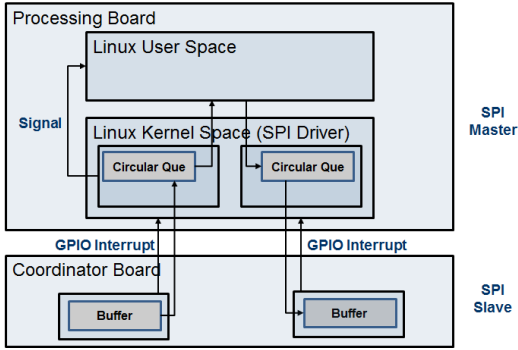 Processing Board
Linux User Space
Signal
SPI
Master
Linux Kernel Space (SPI Driver)
Circular Que
Circular Que
GPIO Interrupt
GPIO Interrupt
Coordinator Board
SPI
Slave
Buffer
Buffer